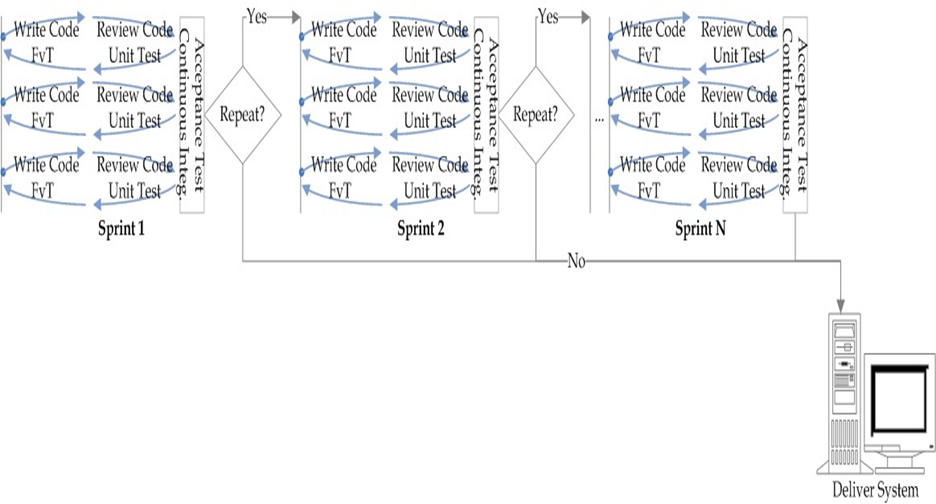 Write Code Review Code
FvT Unit Test
Write Code Review Code
FvT Unit Test
Write Code Review Code
FvT Unit Test
Acceptance Test
Continuous Integ.
Sprint 1
Repeat?
Yes
Write Code Review Code
FvT Unit Test
Write Code Review Code
FvT Unit Test
Write Code Review Code
FvT Unit Test
Acceptance Test
Continuous Integ.
Sprint 2
Repeat?
Yes
...
Write Code Review Code
FvT Unit Test
Write Code Review Code
FvT Unit Test
Write Code Review Code
FvT Unit Test
Acceptance Test
Continuous Integ.
Sprint N
No
Deliver System